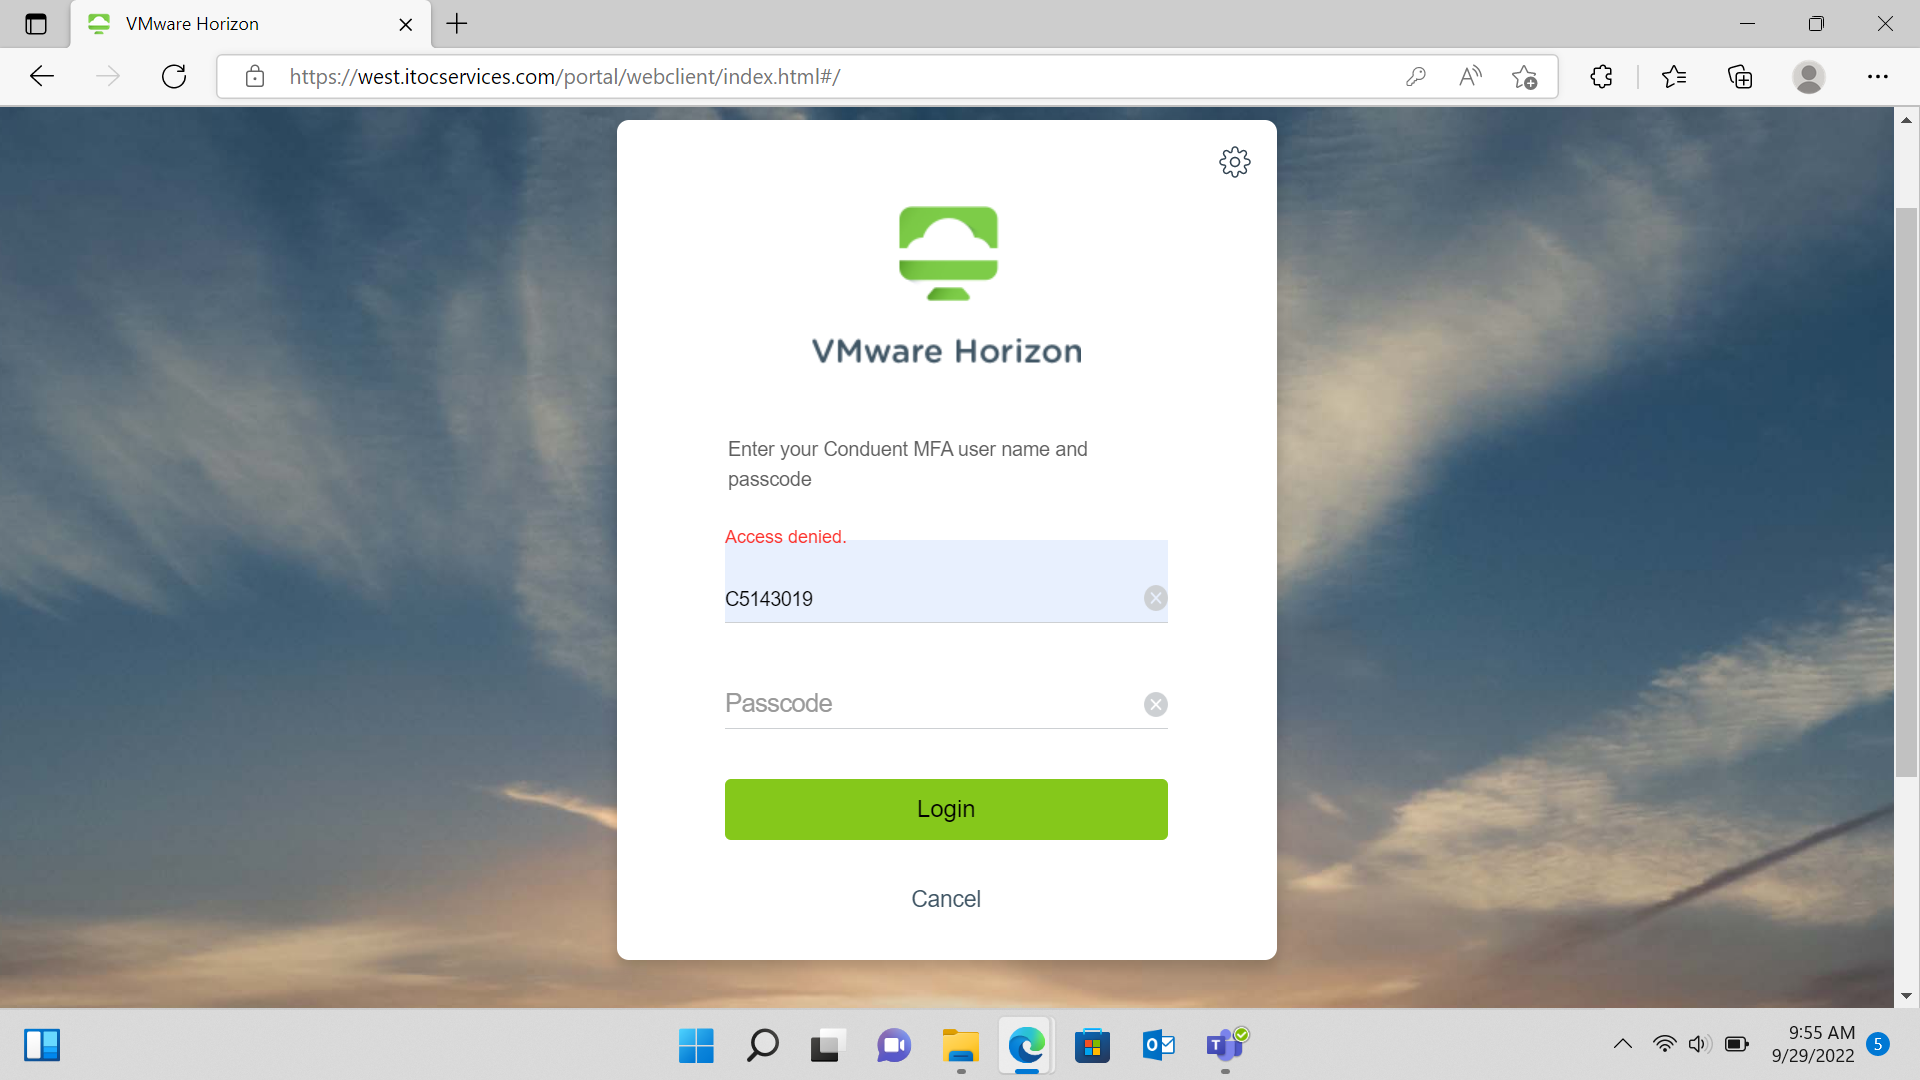 VMware Horizon
https://west.itocservices.com/portal/webclient/index.html#/
VMware Horizon
Enter your Conduent MFA user name and
passcode
Access denied.
C5143019
Passcode
Login
Cancel
9:55 AM
9/29/2022
5